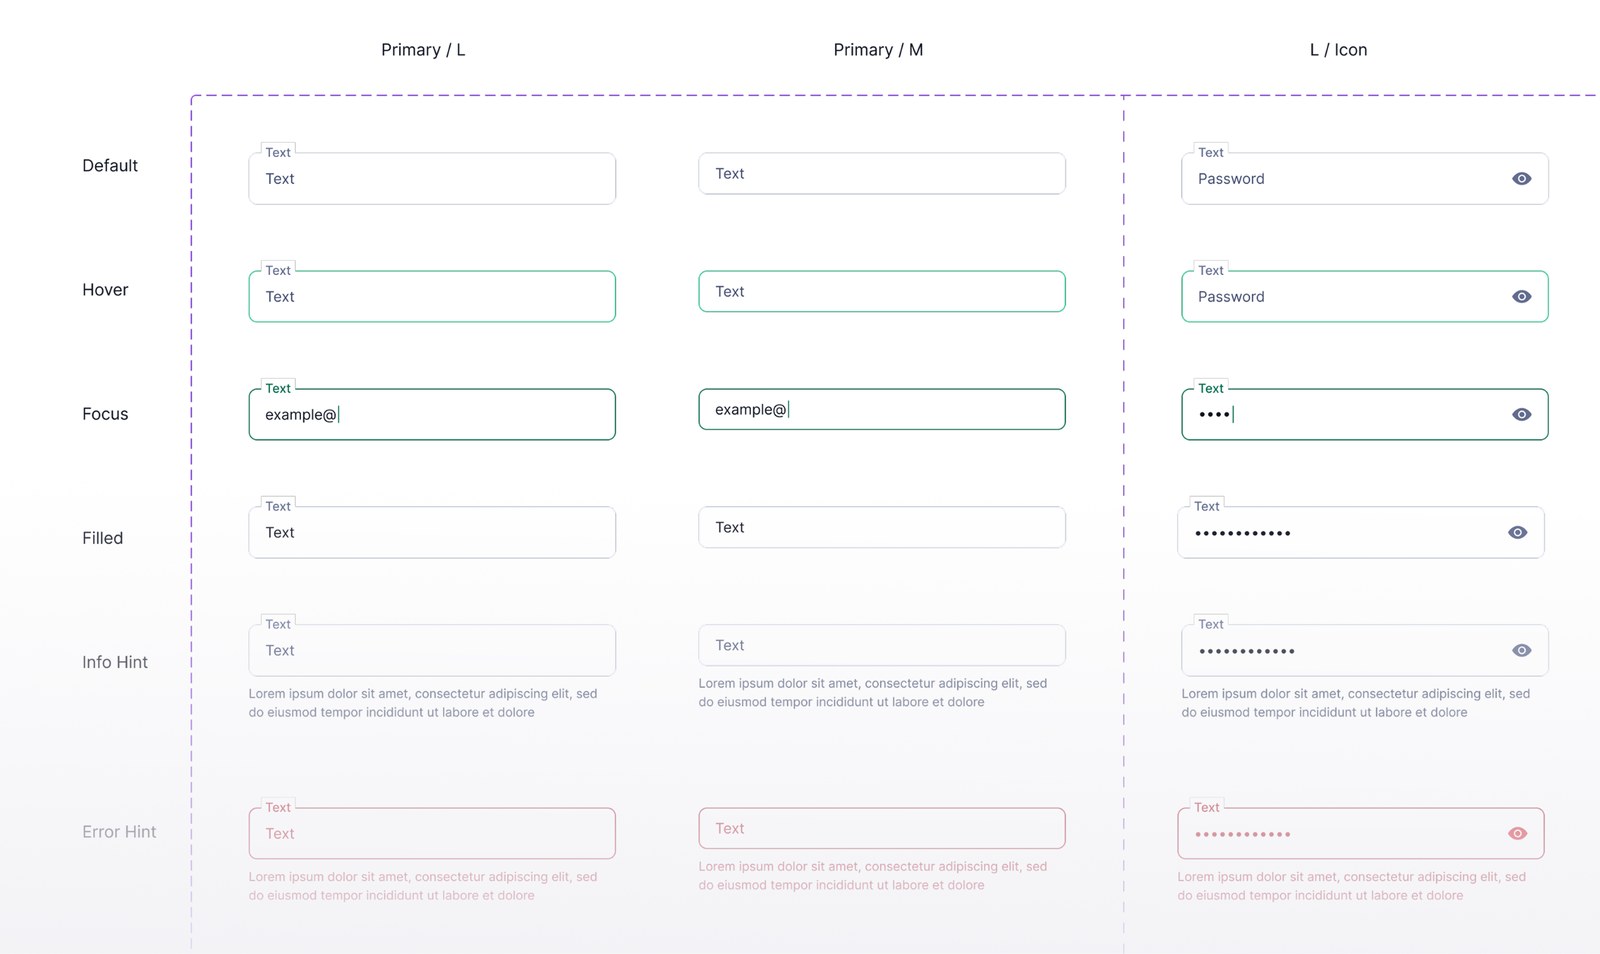 Primary / L
Primary / M
L / Icon
Default
Text
Text
Text
Text
Password
Hover
Text
Text
Text
Text
Password
Focus
Text
example@
example@
Text
••••
Filled
Text
Text
Text
Text
••••••••••••
Info Hint
Text
Text
Lorem ipsum dolor sit amet, consectetur adipiscing elit, sed
do eiusmod tempor incididunt ut labore et dolore
Text
Lorem ipsum dolor sit amet, consectetur adipiscing elit, sed
do eiusmod tempor incididunt ut labore et dolore
Text
••••••••••••
Lorem ipsum dolor sit amet, consectetur adipiscing elit, sed
do eiusmod tempor incididunt ut labore et dolore
Error Hint
Text
Text
Lorem ipsum dolor sit amet, consectetur adipiscing elit, sed
do eiusmod tempor incididunt ut labore et dolore
Text
Lorem ipsum dolor sit amet, consectetur adipiscing elit, sed
do eiusmod tempor incididunt ut labore et dolore
Text
••••••••••••
Lorem ipsum dolor sit amet, consectetur adipiscing elit, sed
do eiusmod tempor incididunt ut labore et dolore